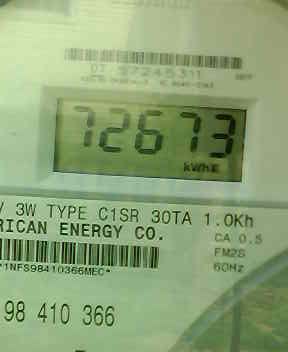 72673
kWh
V 3W TYPE C1SR 30TA 1.0Kh
RICAN ENERGY CO.
CA 0.5
FM2S
60Hz
*1NFS98410366MEC*
98 410 366